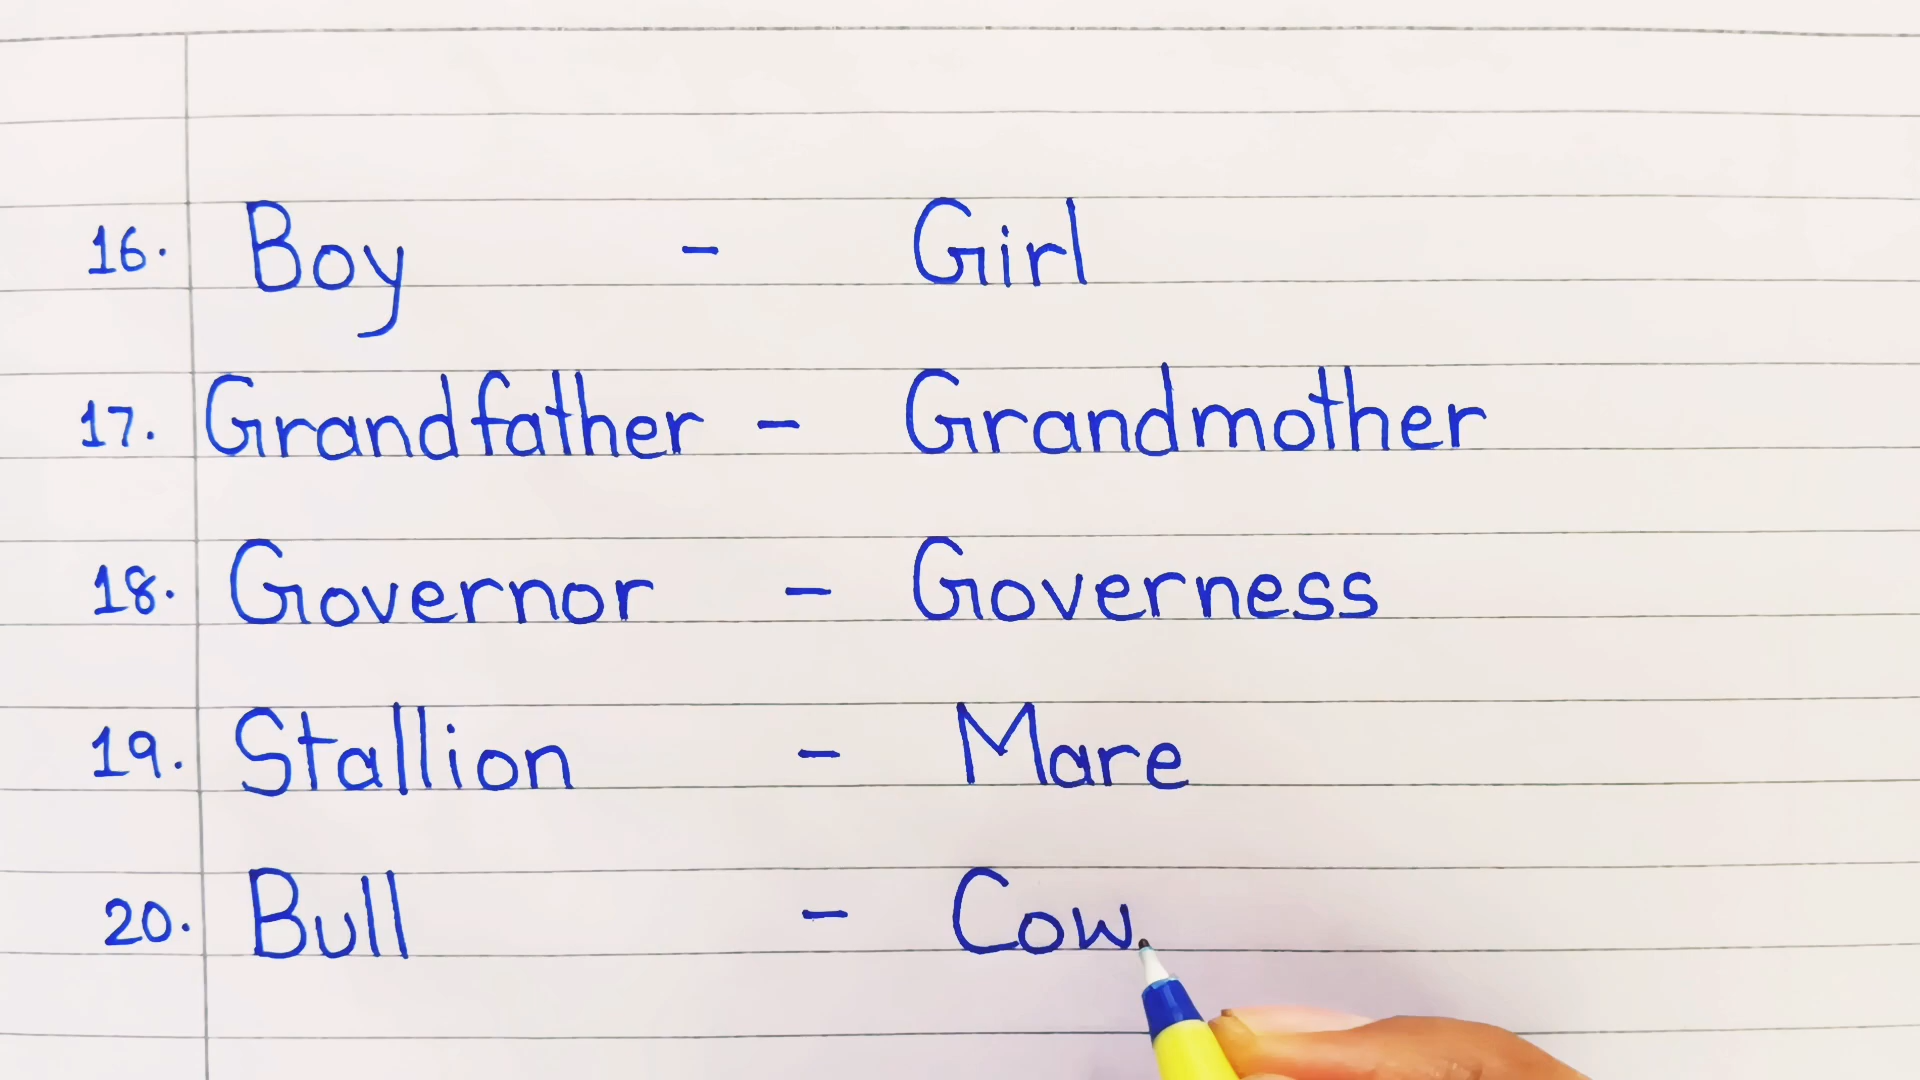 16. Boy - Girl
17. Grandfather - Grandmother
18. Governor - Governess
19. Stallion - Mare
20. Bull - Cow